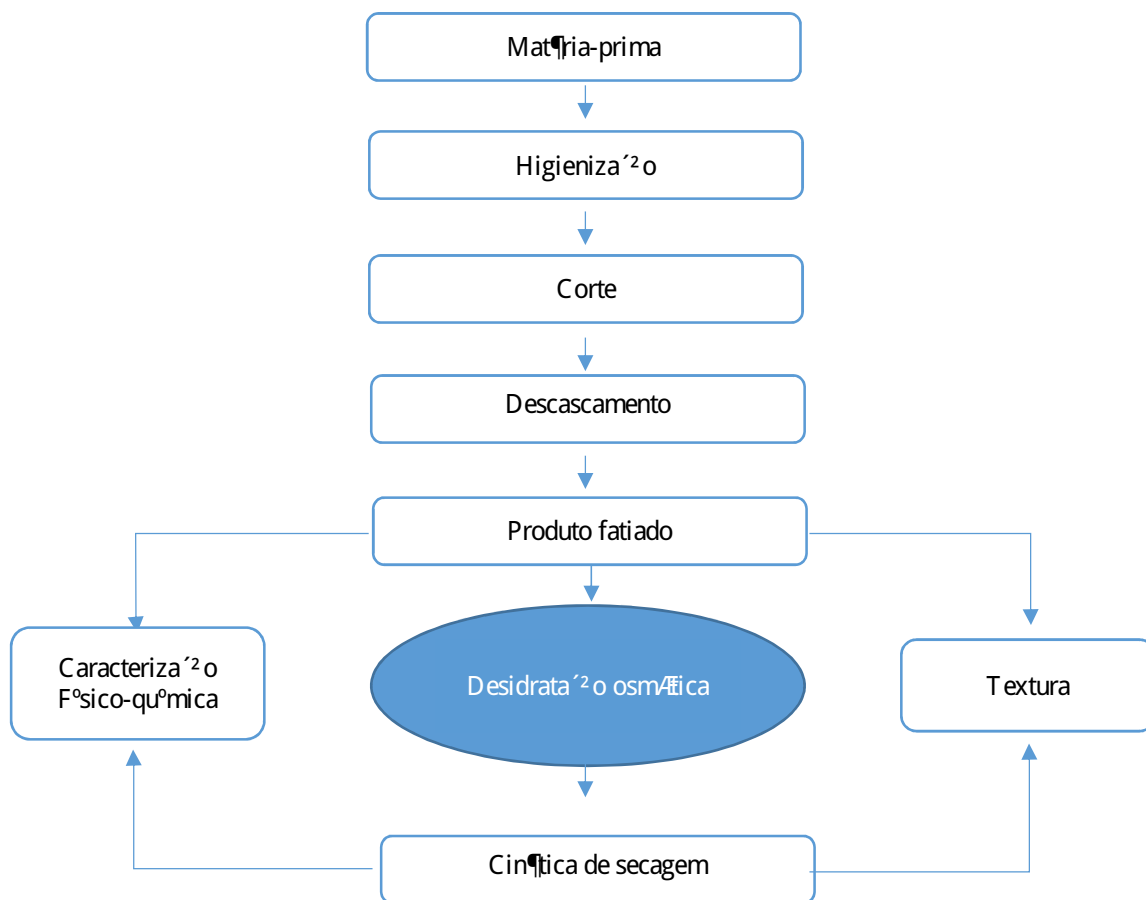 Mat¶ria-prima
Higieniza´²o
Corte
Descascamento
Produto fatiado
Caracteriza´²o
Fºsico-quºmica
Desidrata´²o osmÆtica
Textura
Cin¶tica de secagem